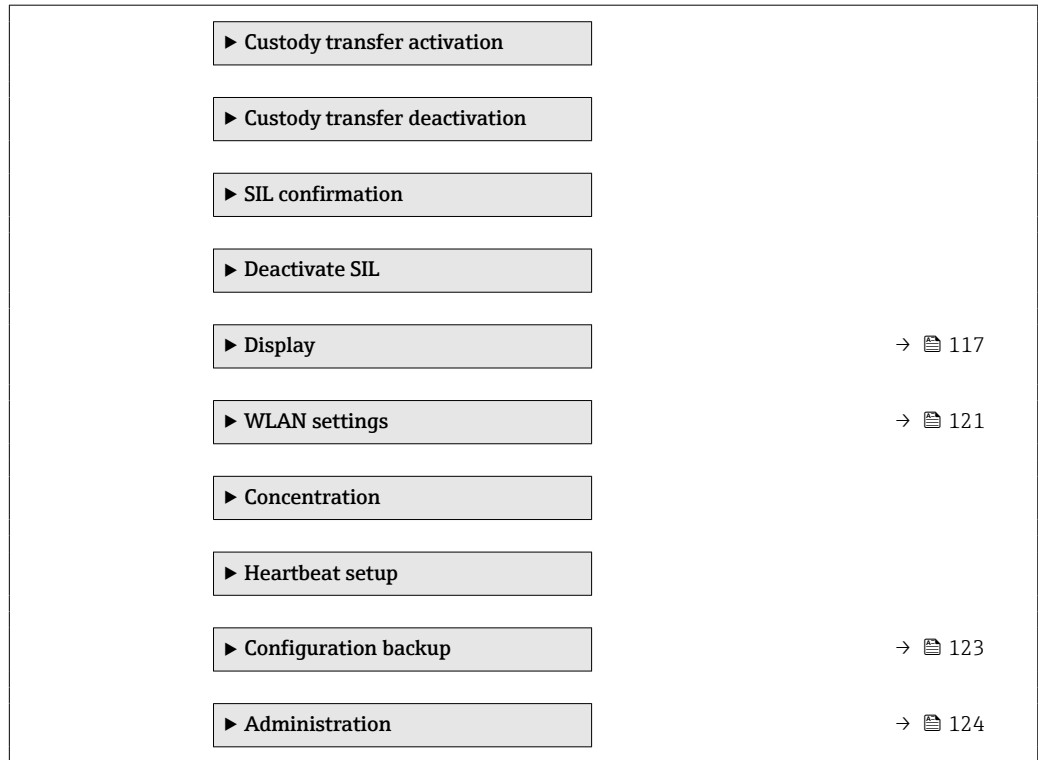 ▶ Custody transfer activation
▶ Custody transfer deactivation
▶ SIL confirmation
▶ Deactivate SIL
▶ Display → 117
▶ WLAN settings → 121
▶ Concentration
▶ Heartbeat setup
▶ Configuration backup → 123
▶ Administration → 124